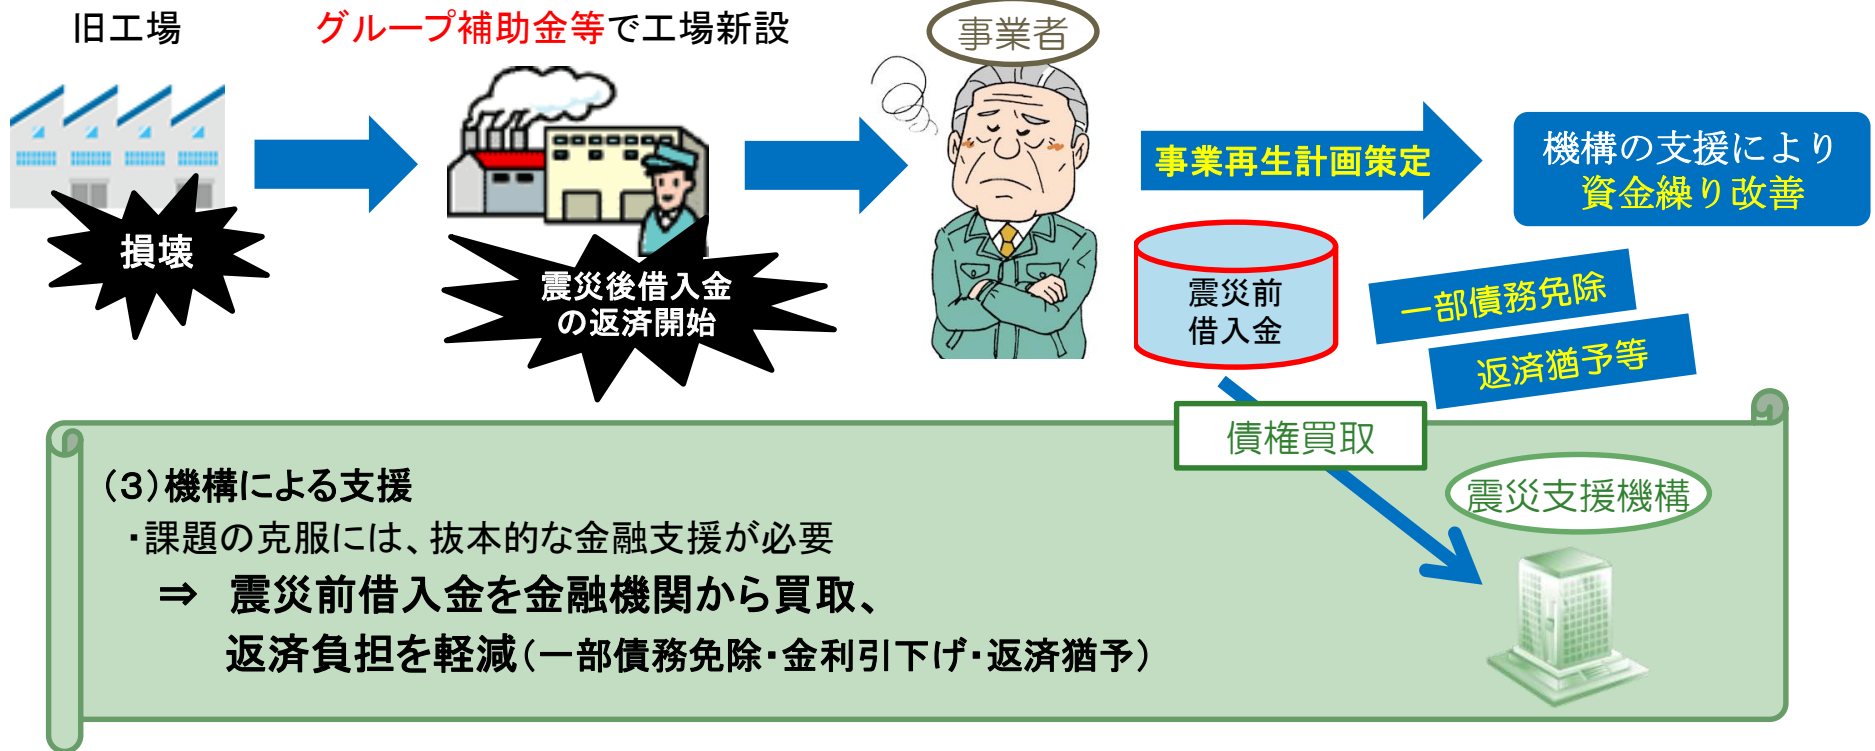 旧工場
グループ補助金等で工場新設
事業者
損壊
震災後借入金
の返済開始
事業再生計画策定
機構の支援により
資金繰り改善
震災前
借入金
一部債務免除
返済猶予等
債権買取
震災支援機構
（３）機構による支援
・課題の克服には、抜本的な金融支援が必要
⇒　震災前借入金を金融機関から買取、
返済負担を軽減（一部債務免除・金利引下げ・返済猶予）